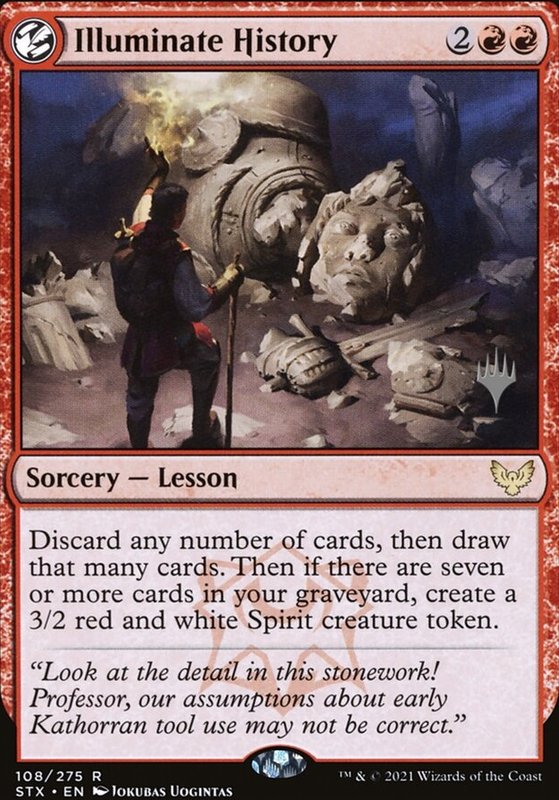 Illuminate History 2
Sorcery — Lesson
Discard any number of cards, then draw
that many cards. Then if there are seven
or more cards in your graveyard, create a
3/2 red and white Spirit creature token.
“Look at the detail in this stonework!
Professor, our assumptions about early
Kathorran tool use may not be correct.”
108/275 R
STX • EN Jokubas Uogintas
™ & © 2021 Wizards of the Coast